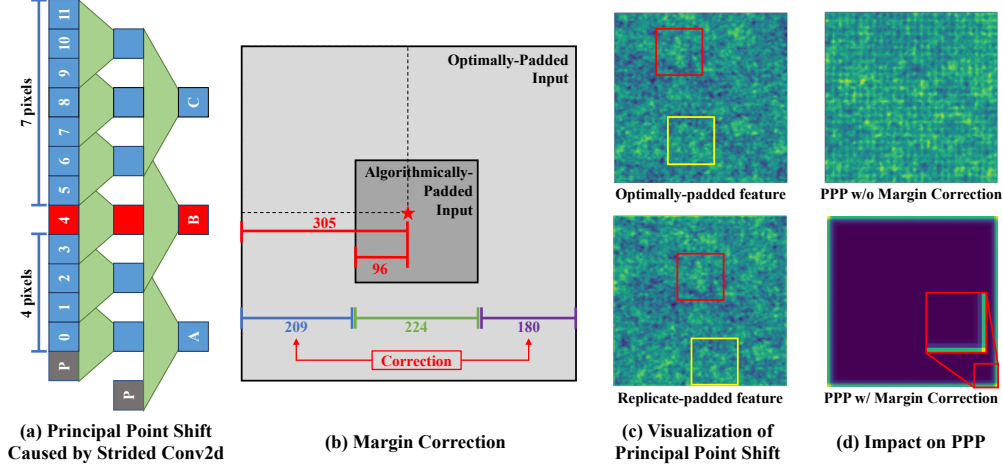 11
10
9
8
7
6
5
4
3
2
1
0
P
P
C
B
A
7 pixels
4 pixels
(a) Principal Point Shift
Caused by Strided Conv2d
Optimally-Padded
Input
Algorithmically-
Padded
Input
305
96
209
224
180
Correction
(b) Margin Correction
Optimally-padded feature
Replicate-padded feature
(c) Visualization of
Principal Point Shift
PPP w/o Margin Correction
PPP w/ Margin Correction
(d) Impact on PPP